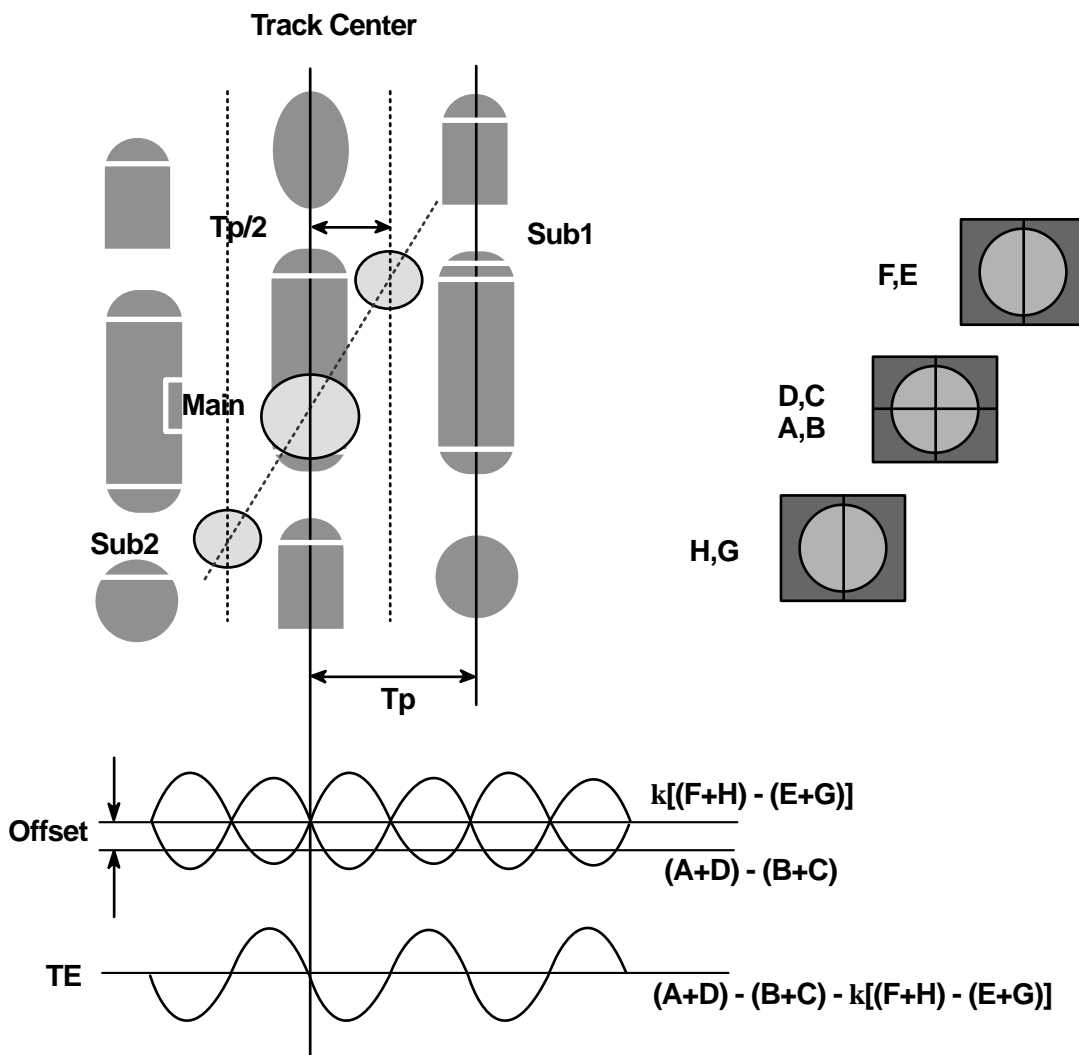 Track Center
Tp/2
Sub1
F,E
Main
D,C
A,B
Sub2
H,G
Tp
k[(F+H) - (E+G)]
Offset
(A+D) - (B+C)
TE
(A+D) - (B+C) - k[(F+H) - (E+G)]